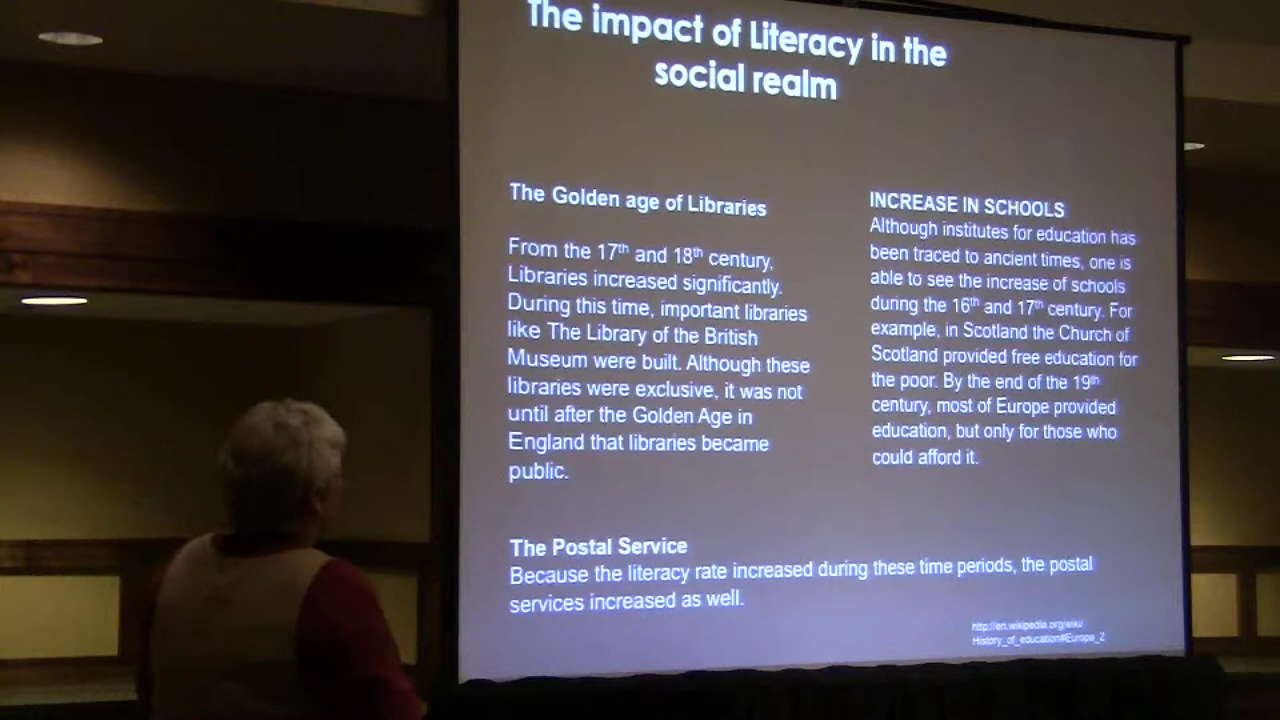 The impact of Literacy in the
social realm
The Golden age of Libraries
From the 17th and 18th century,
Libraries increased significantly.
During this time, important libraries
like The Library of the British
Museum were built. Although these
libraries were exclusive, it was not
until after the Golden Age in
England that libraries became
public.
INCREASE IN SCHOOLS
Although institutes for education has
been traced to ancient times, one is
able to see the increase of schools
during the 16th and 17th century. For
example, in Scotland the Church of
Scotland provided free education for
the poor. By the end of the 19th
century, most of Europe provided
education, but only for those who
could afford it.
The Postal Service
Because the literacy rate increased during these time periods, the postal
services increased as well.
http://en.wikipedia.org/wiki/
History_of_education#Europe_2